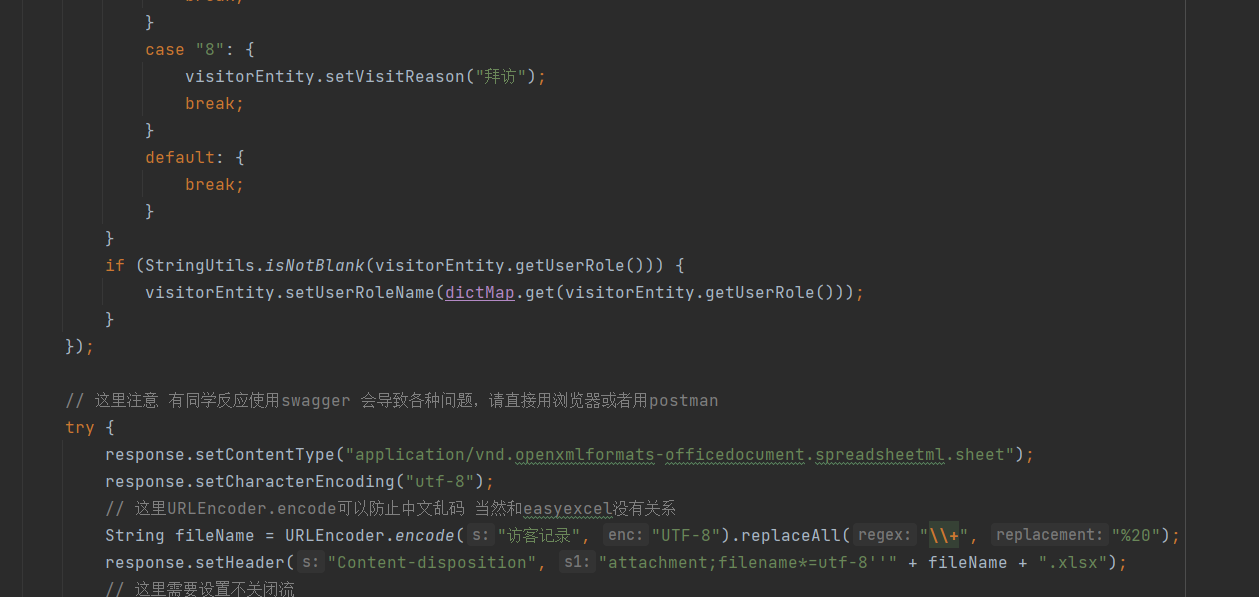 break;
}
case "8": {
visitorEntity.setVisitReason("拜访");
break;
}
default: {
break;
}
}
if (StringUtils.isNotBlank(visitorEntity.getUserRole())) {
visitorEntity.setUserRoleName(dictMap.get(visitorEntity.getUserRole()));
}
});
// 这里注意 有同学反应使用swagger 会导致各种问题，请直接用浏览器或者用postman
try {
response.setContentType("application/vnd.openxmlformats-officedocument.spreadsheetml.sheet");
response.setCharacterEncoding("utf-8");
// 这里URLEncoder.encode可以防止中文乱码 当然和easyexcel没有关系
String fileName = URLEncoder.encode( s: "访客记录", enc: "UTF-8").replaceAll( regex: "\\+", replacement: "%20");
response.setHeader( s: "Content-disposition", s1: "attachment;filename*=utf-8''" + fileName + ".xlsx");
// 这里需要设置不关闭流